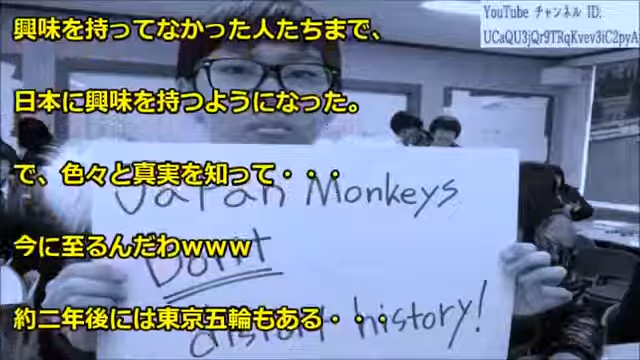 興味を持ってなかった人たちまで、
YouTube チャンネル ID:
UCaQU3jQr9TRqKvev3iC2pyA
日本に興味を持つようになった。
で、色々と真実を知って・・・
Japan Monkeys
今に至るんだわwww
Don't
約二年後には東京五輪もある・・・
distort history!